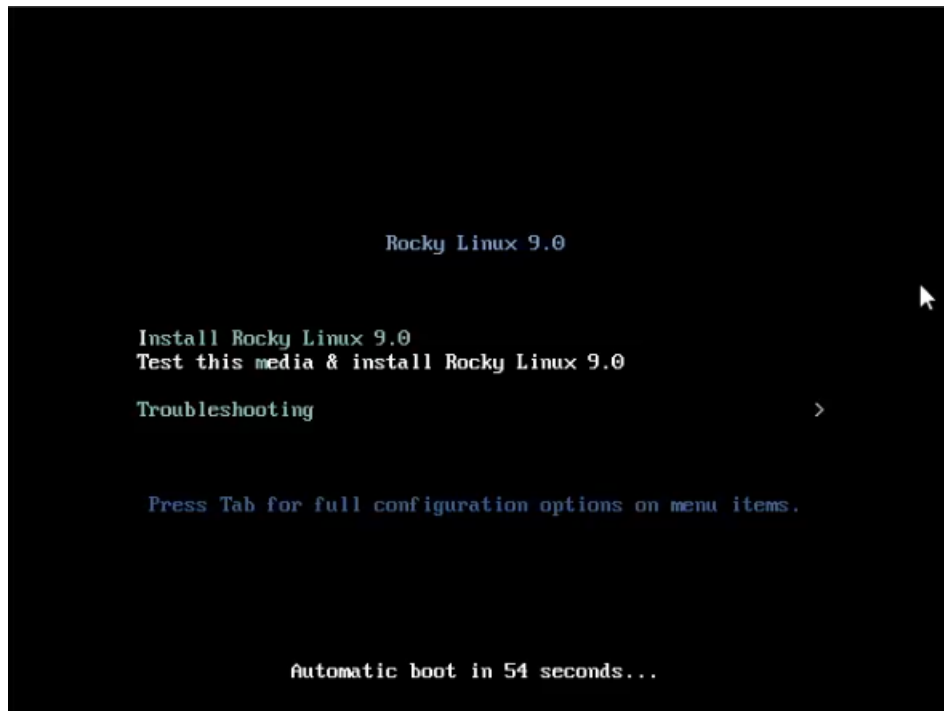 Rocky Linux 9.0
Install Rocky Linux 9.0
Test this media & install Rocky Linux 9.0
Troubleshooting >
Press Tab for full configuration options on menu items.
Automatic boot in 54 seconds...